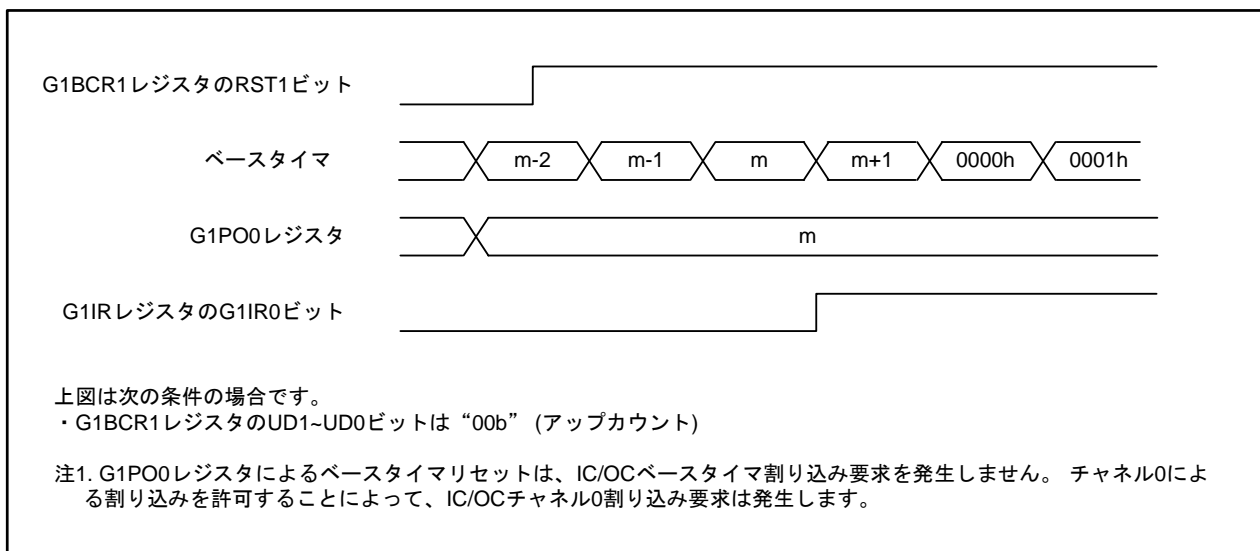 G1BCR1レジスタのRST1ビット
ベースタイマ m-2 m-1 m m+1 0000h 0001h
G1PO0レジスタ m
G1IRレジスタのG1IR0ビット
上図は次の条件の場合です。
・G1BCR1レジスタのUD1~UD0ビットは“00b” (アップカウント)
注1. G1PO0レジスタによるベースタイマリセットは、IC/OCベースタイマ割り込み要求を発生しません。 チャネル0によ
る割り込みを許可することによって、IC/OCチャネル0割り込み要求は発生します。